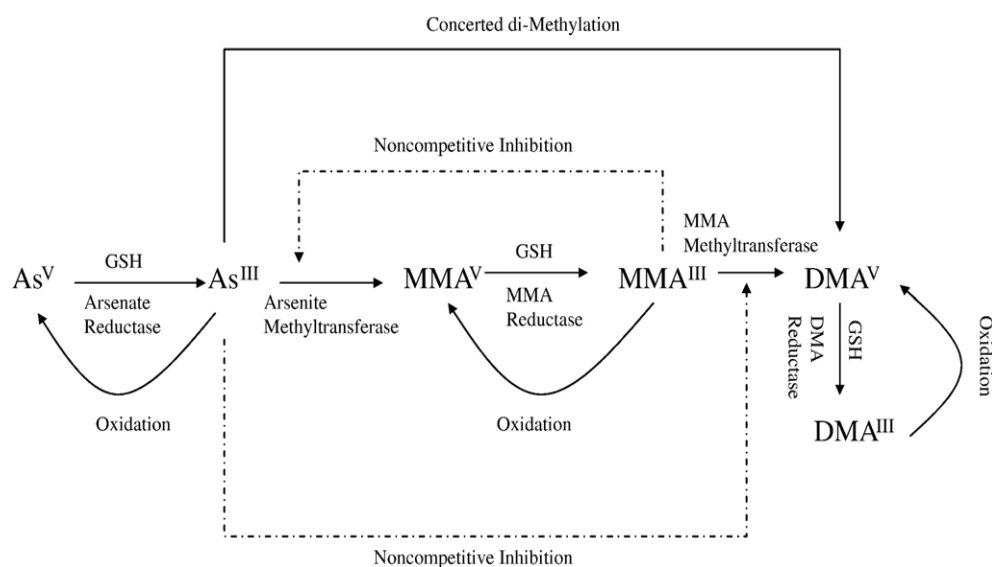 Concerted di-Methylation
Noncompetitive Inhibition
As^V
GSH
Arsenate
Reductase
As^III
Arsenite
Methyltransferase
MMA^V
GSH
MMA
Reductase
MMA^III
MMA
Methyltransferase
DMA^V
GSH
DMA
Reductase
Oxidation
DMA^III
Oxidation
Oxidation
Noncompetitive Inhibition